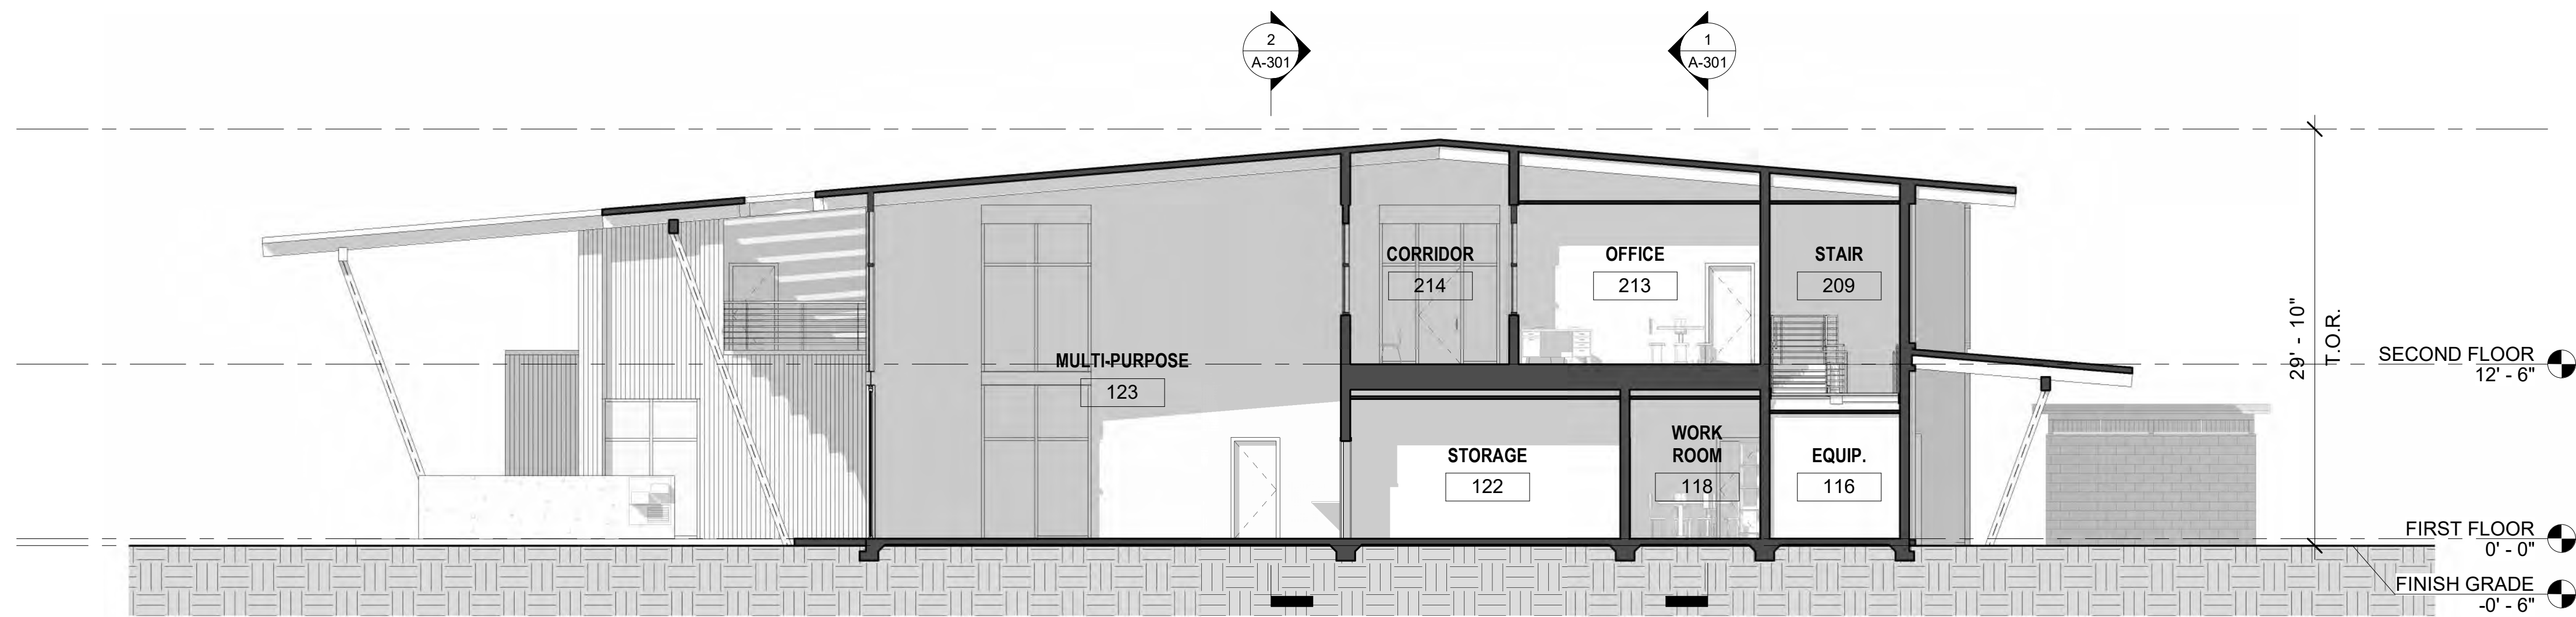 2
A-301
1
A-301
CORRIDOR
214
OFFICE
213
STAIR
209
29' - 10"
T.O.R.
MULTI-PURPOSE
123
SECOND FLOOR
12' - 6"
STORAGE
122
WORK
ROOM
118
EQUIP.
116
FIRST FLOOR
0' - 0"
FINISH GRADE
-0' - 6"